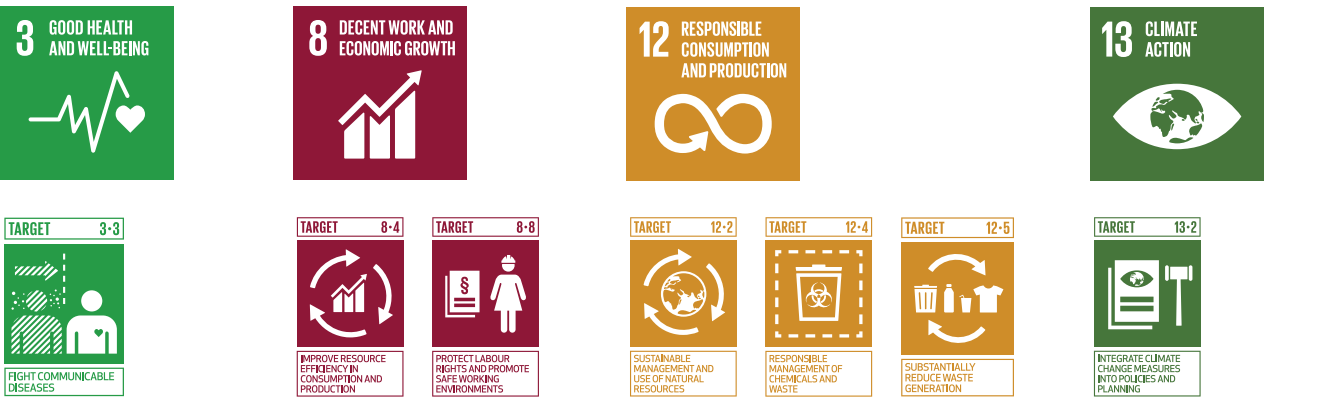 3 GOOD HEALTH
AND WELL-BEING
8 DECENT WORK AND
ECONOMIC GROWTH
12 RESPONSIBLE
CONSUMPTION
AND PRODUCTION
13 CLIMATE
ACTION
TARGET 3·3
FIGHT COMMUNICABLE
DISEASES
TARGET 8·4
IMPROVE RESOURCE
EFFICIENCY IN
CONSUMPTION AND
PRODUCTION
TARGET 8·8
§
PROTECT LABOUR
RIGHTS AND PROMOTE
SAFE WORKING
ENVIRONMENTS
TARGET 12·2
SUSTAINABLE
MANAGEMENT AND
USE OF NATURAL
RESOURCES
TARGET 12·4
RESPONSIBLE
MANAGEMENT OF
CHEMICALS AND
WASTE
TARGET 12·5
SUBSTANTIALLY
REDUCE WASTE
GENERATION
TARGET 13·2
INTEGRATE CLIMATE
CHANGE MEASURES
INTO POLICIES AND
PLANNING